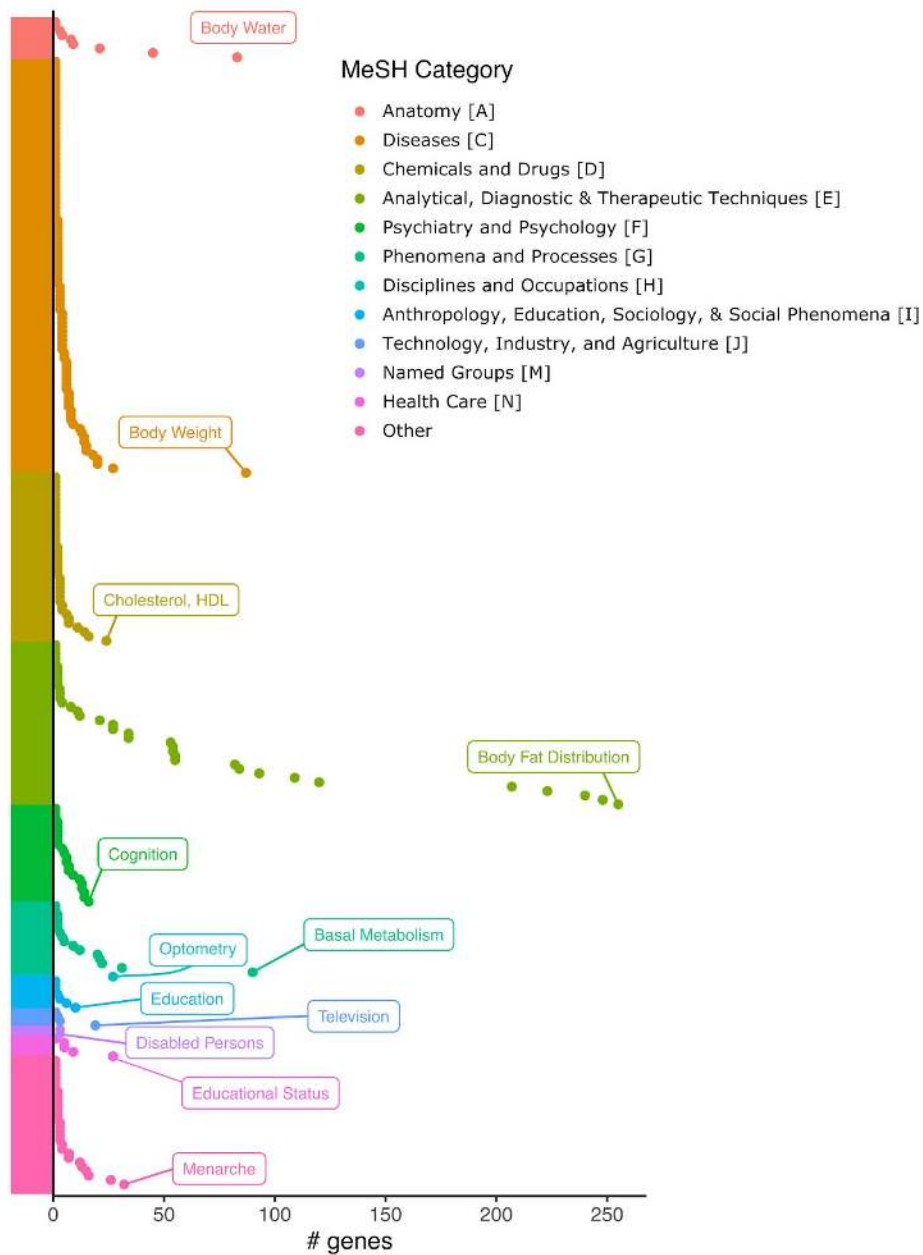 Body Water
MeSH Category
Anatomy [A]
Diseases [C]
Chemicals and Drugs [D]
Analytical, Diagnostic & Therapeutic Techniques [E]
Psychiatry and Psychology [F]
Phenomena and Processes [G]
Disciplines and Occupations [H]
Anthropology, Education, Sociology, & Social Phenomena [I]
Technology, Industry, and Agriculture [J]
Named Groups [M]
Health Care [N]
Other
Body Weight
Cholesterol, HDL
Body Fat Distribution
Cognition
Basal Metabolism
Optometry
Education
Television
Disabled Persons
Educational Status
Menarche
0 50 100 150 200 250
# genes